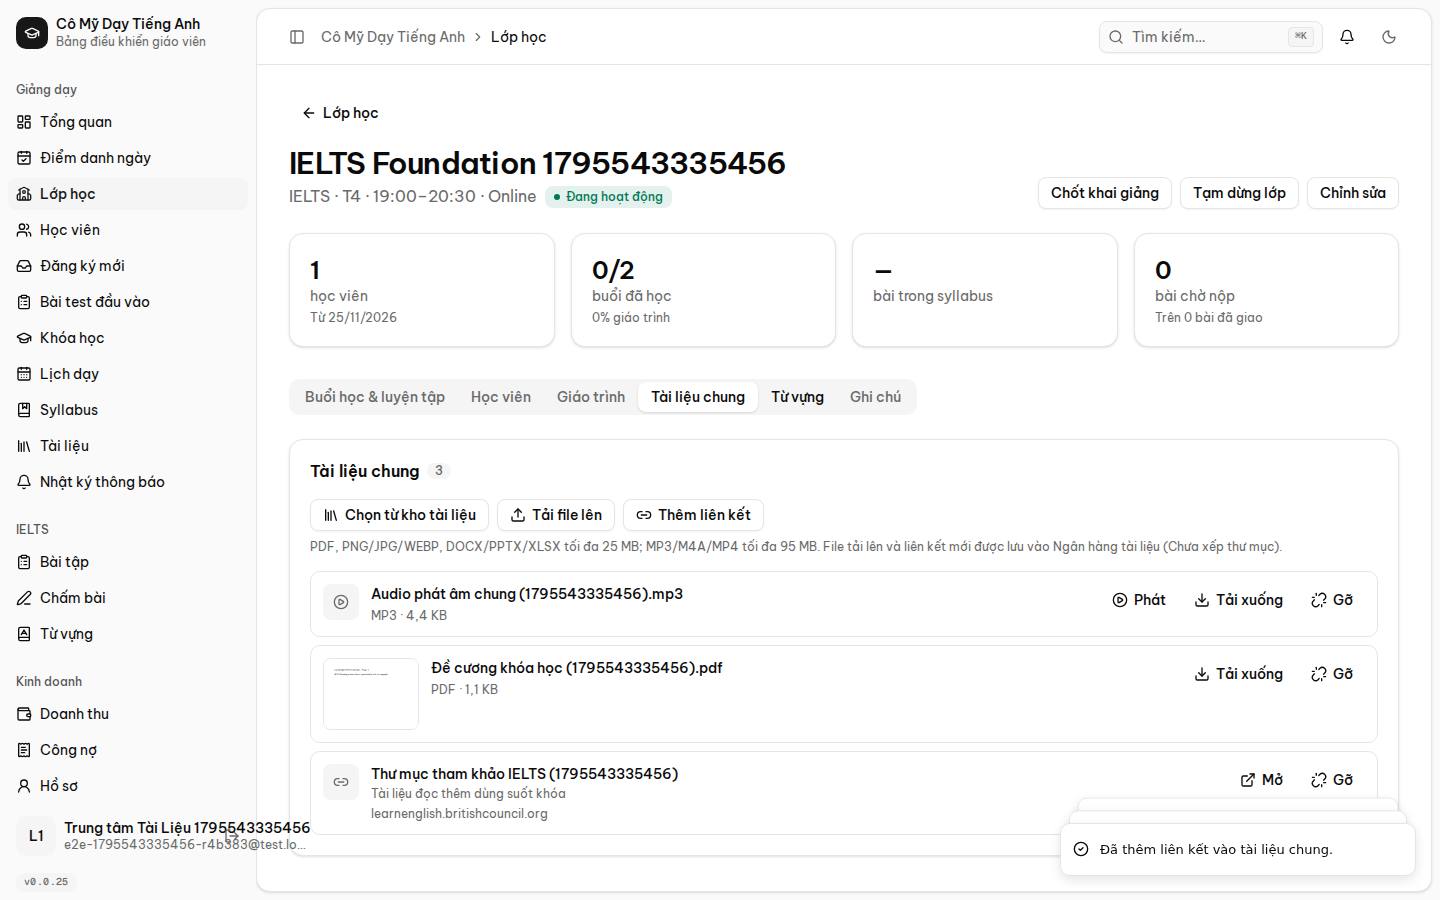 Cô Mỹ Dạy Tiếng Anh
Bảng điều khiển giáo viên
Giảng dạy
Tổng quan
Điểm danh ngày
Lớp học
Học viên
Đăng ký mới
Bài test đầu vào
Khóa học
Lịch dạy
Syllabus
Tài liệu
Nhật ký thông báo
IELTS
Bài tập
Chấm bài
Từ vựng
Kinh doanh
Doanh thu
Công nợ
Hồ sơ
L1
Trung tâm Tài Liệu 1795543335456
e2e-1795543335456-r4b383@test.lo...
v0.0.25
Cô Mỹ Dạy Tiếng Anh > Lớp học
Tìm kiếm...
⌘K
Lớp học
IELTS Foundation 1795543335456
IELTS · T4 · 19:00–20:30 · Online
Đang hoạt động
Chốt khai giảng
Tạm dừng lớp
Chỉnh sửa
1
học viên
Từ 25/11/2026
0/2
buổi đã học
0% giáo trình
–
bài trong syllabus
0
bài chờ nộp
Trên 0 bài đã giao
Buổi học & luyện tập
Học viên
Giáo trình
Tài liệu chung
Từ vựng
Ghi chú
Tài liệu chung 3
Chọn từ kho tài liệu
Tải file lên
Thêm liên kết
PDF, PNG/JPG/WEBP, DOCX/PPTX/XLSX tối đa 25 MB; MP3/M4A/MP4 tối đa 95 MB. File tải lên và liên kết mới được lưu vào Ngân hàng tài liệu (Chưa xếp thư mục).
Audio phát âm chung (1795543335456).mp3
MP3 · 4,4 KB
Phát
Tải xuống
Gỡ
Đề cương khóa học (1795543335456).pdf
PDF · 1,1 KB
Tải xuống
Gỡ
Thư mục tham khảo IELTS (1795543335456)
Tài liệu đọc thêm dùng suốt khóa
learnenglish.britishcouncil.org
Mở
Gỡ
Đã thêm liên kết vào tài liệu chung.